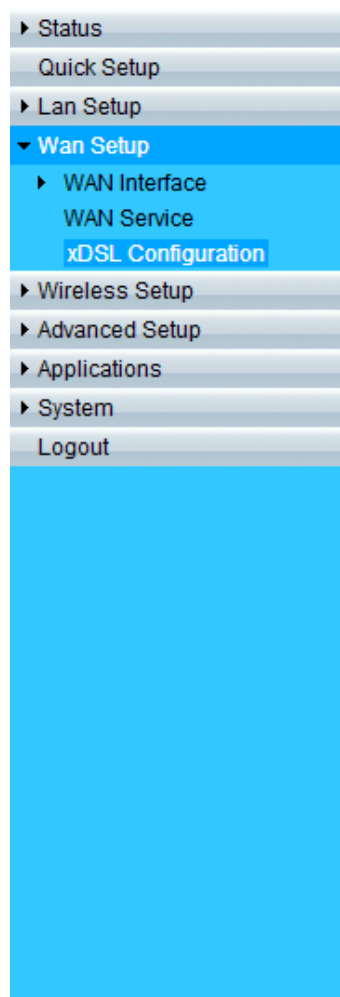 Status
Quick Setup
Lan Setup
Wan Setup
WAN Interface
WAN Service
xDSL Configuration
Wireless Setup
Advanced Setup
Applications
System
Logout